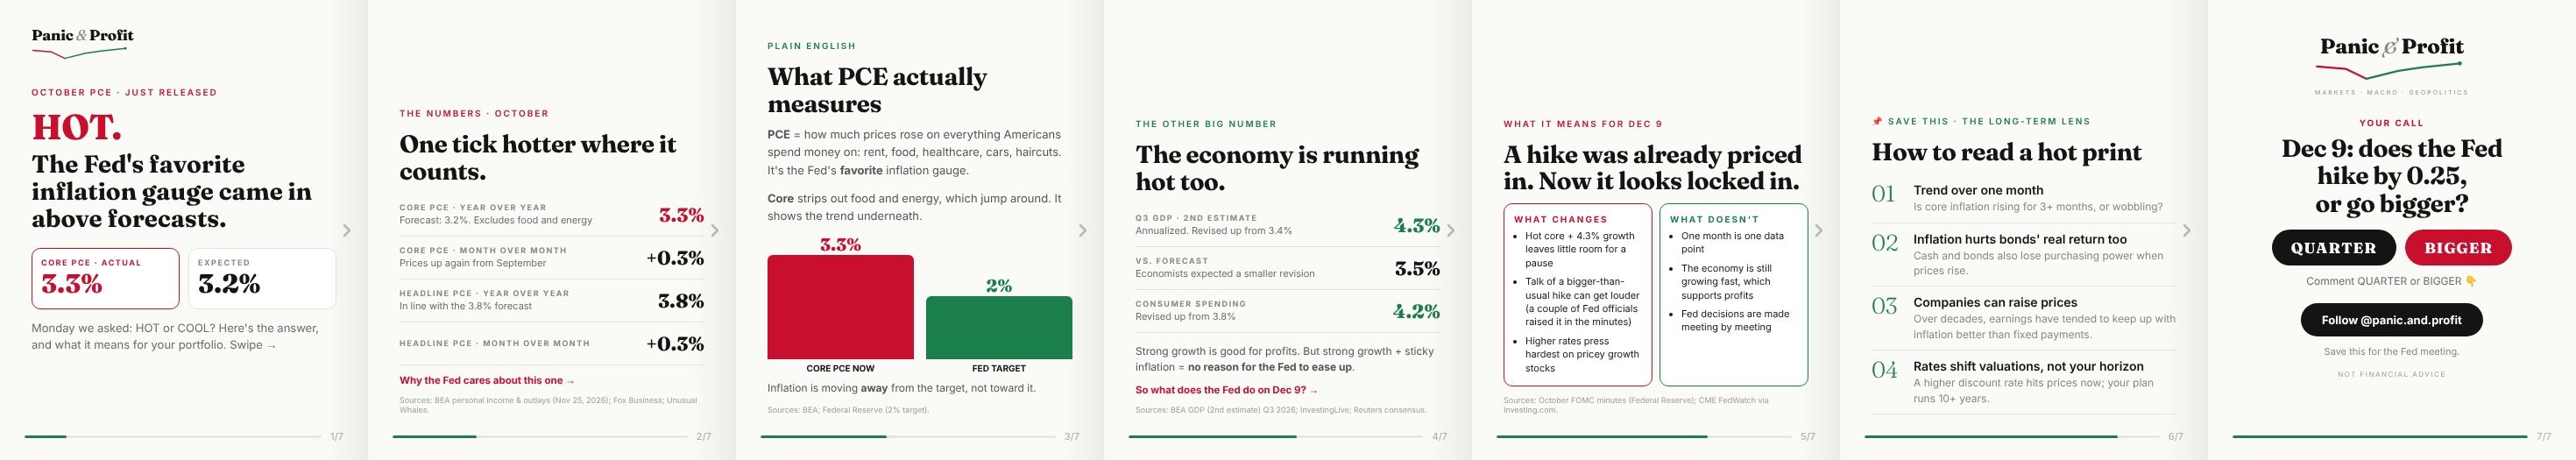 Panic & Profit
OCTOBER PCE · JUST RELEASED
HOT.
The Fed's favorite
inflation gauge came in
above forecasts.
CORE PCE · ACTUAL
3.3%
EXPECTED
3.2%
Monday we asked: HOT or COOL? Here's the answer,
and what it means for your portfolio. Swipe →
1/7
THE NUMBERS · OCTOBER
One tick hotter where it
counts.
CORE PCE · YEAR OVER YEAR
Forecast: 3.2%. Excludes food and energy
3.3%
CORE PCE · MONTH OVER MONTH
Prices up again from September
+0.3%
HEADLINE PCE · YEAR OVER YEAR
In line with the 3.8% forecast
3.8%
HEADLINE PCE · MONTH OVER MONTH
+0.3%
Why the Fed cares about this one →
Sources: BEA personal income & outlays (Nov 25, 2026); Fox Business; Unusual
Whales.
2/7
PLAIN ENGLISH
What PCE actually
measures
PCE = how much prices rose on everything Americans
spend money on: rent, food, healthcare, cars, haircuts.
It's the Fed's favorite inflation gauge.
Core strips out food and energy, which jump around. It
shows the trend underneath.
3.3%
2%
CORE PCE NOW
FED TARGET
Inflation is moving away from the target, not toward it.
Sources: BEA; Federal Reserve (2% target).
3/7
THE OTHER BIG NUMBER
The economy is running
hot too.
Q3 GDP · 2ND ESTIMATE
Annualized. Revised up from 3.4%
4.3%
VS. FORECAST
Economists expected a smaller revision
3.5%
CONSUMER SPENDING
Revised up from 3.8%
4.2%
Strong growth is good for profits. But strong growth + sticky
inflation = no reason for the Fed to ease up.
So what does the Fed do on Dec 9? →
Sources: BEA GDP (2nd estimate) Q3 2026; InvestingLive; Reuters consensus.
4/7
WHAT IT MEANS FOR DEC 9
A hike was already priced
in. Now it looks locked in.
WHAT CHANGES
• Hot core + 4.3% growth
leaves little room for a
pause
• Talk of a bigger-than-
usual hike can get louder
(a couple of Fed officials
raised it in the minutes)
• Higher rates press
hardest on pricey growth
stocks
WHAT DOESN'T
• One month is one data
point
• The economy is still
growing fast, which
supports profits
• Fed decisions are made
meeting by meeting
Sources: October FOMC minutes (Federal Reserve); CME FedWatch via
Investing.com.
5/7
📌 SAVE THIS · THE LONG-TERM LENS
How to read a hot print
01
Trend over one month
Is core inflation rising for 3+ months, or wobbling?
02
Inflation hurts bonds' real return too
Cash and bonds also lose purchasing power when
prices rise.
03
Companies can raise prices
Over decades, earnings have tended to keep up with
inflation better than fixed payments.
04
Rates shift valuations, not your horizon
A higher discount rate hits prices now; your plan
runs 10+ years.
6/7
Panic & Profit
MARKETS · MACRO · GEOPOLITICS
YOUR CALL
Dec 9: does the Fed
hike by 0.25,
or go bigger?
QUARTER
BIGGER
Comment QUARTER or BIGGER 👇
Follow @panic.and.profit
Save this for the Fed meeting.
NOT FINANCIAL ADVICE
7/7